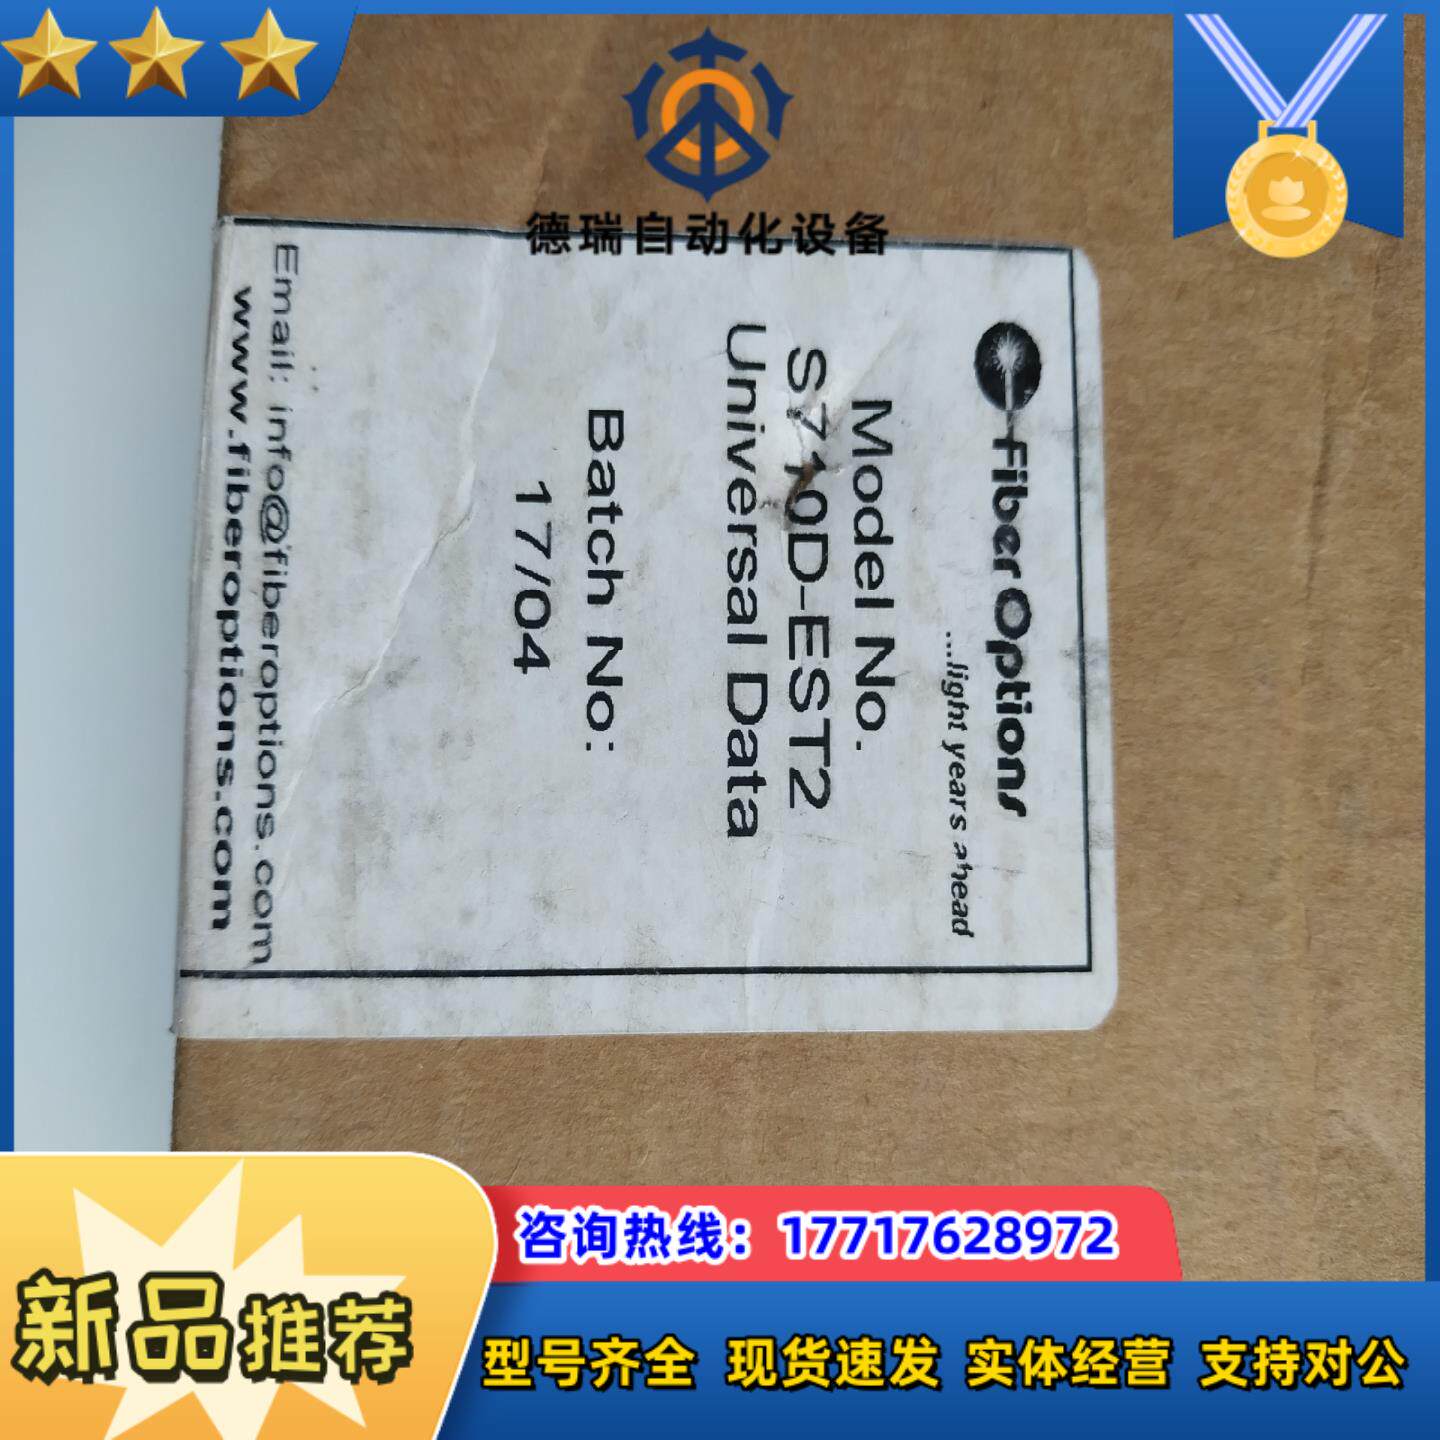 德瑞自动化设备
Fiber Options
...light years ahead
Model No.
S710D-EST2
Universal Data
Batch No:
17/04
Email: info@fiberoptions.com
www.fiberoptions.com
咨询热线：17717628972
新品推荐
型号齐全 现货速发 实体经营 支持对公